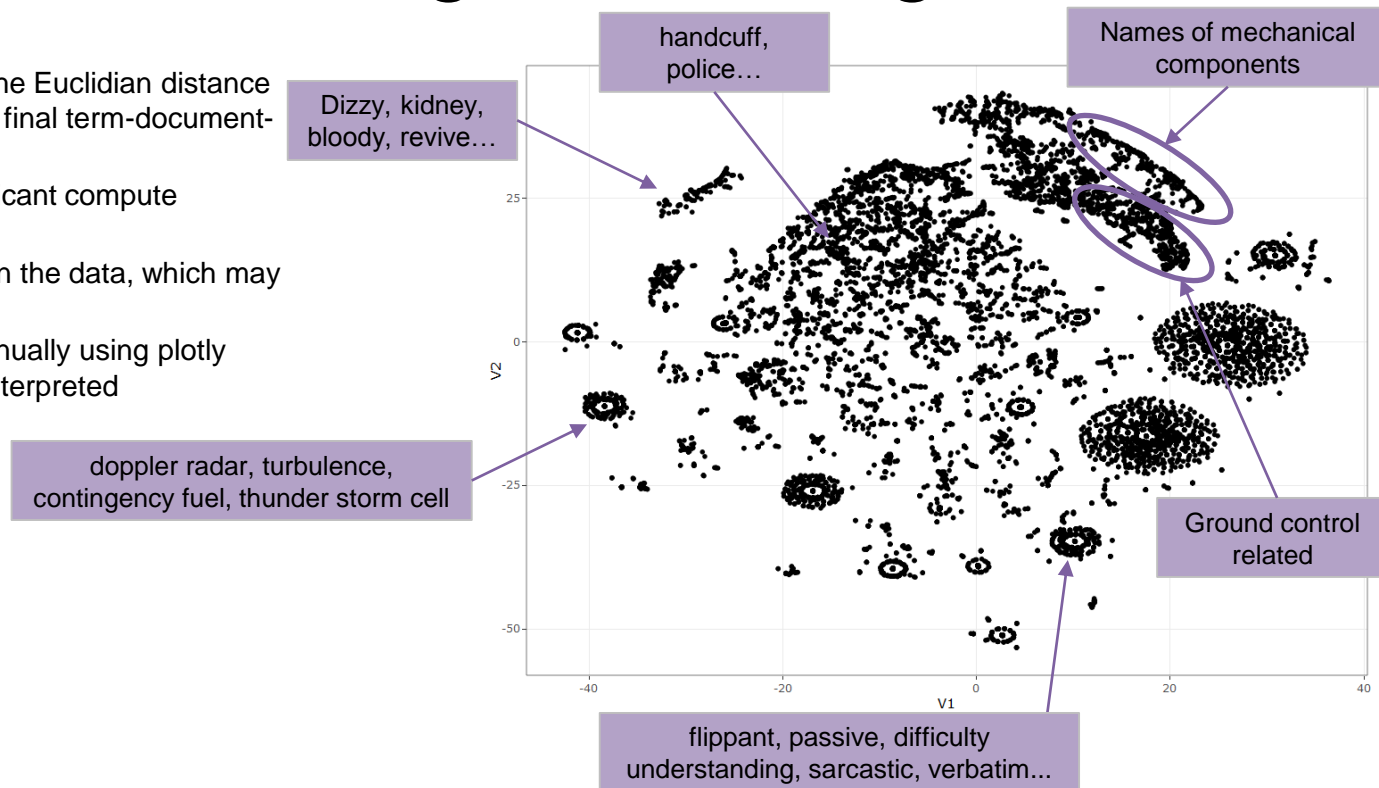 he Euclidian distance
final term-document-
icant compute
n the data, which may
nually using plotly
nterpreted
handcuff,
police…
Names of mechanical
components
Dizzy, kidney,
bloody, revive…
25
0
-25
-50
V2
-40
-20
0
20
40
V1
doppler radar, turbulence,
contingency fuel, thunder storm cell
Ground control
related
flippant, passive, difficulty
understanding, sarcastic, verbatim...